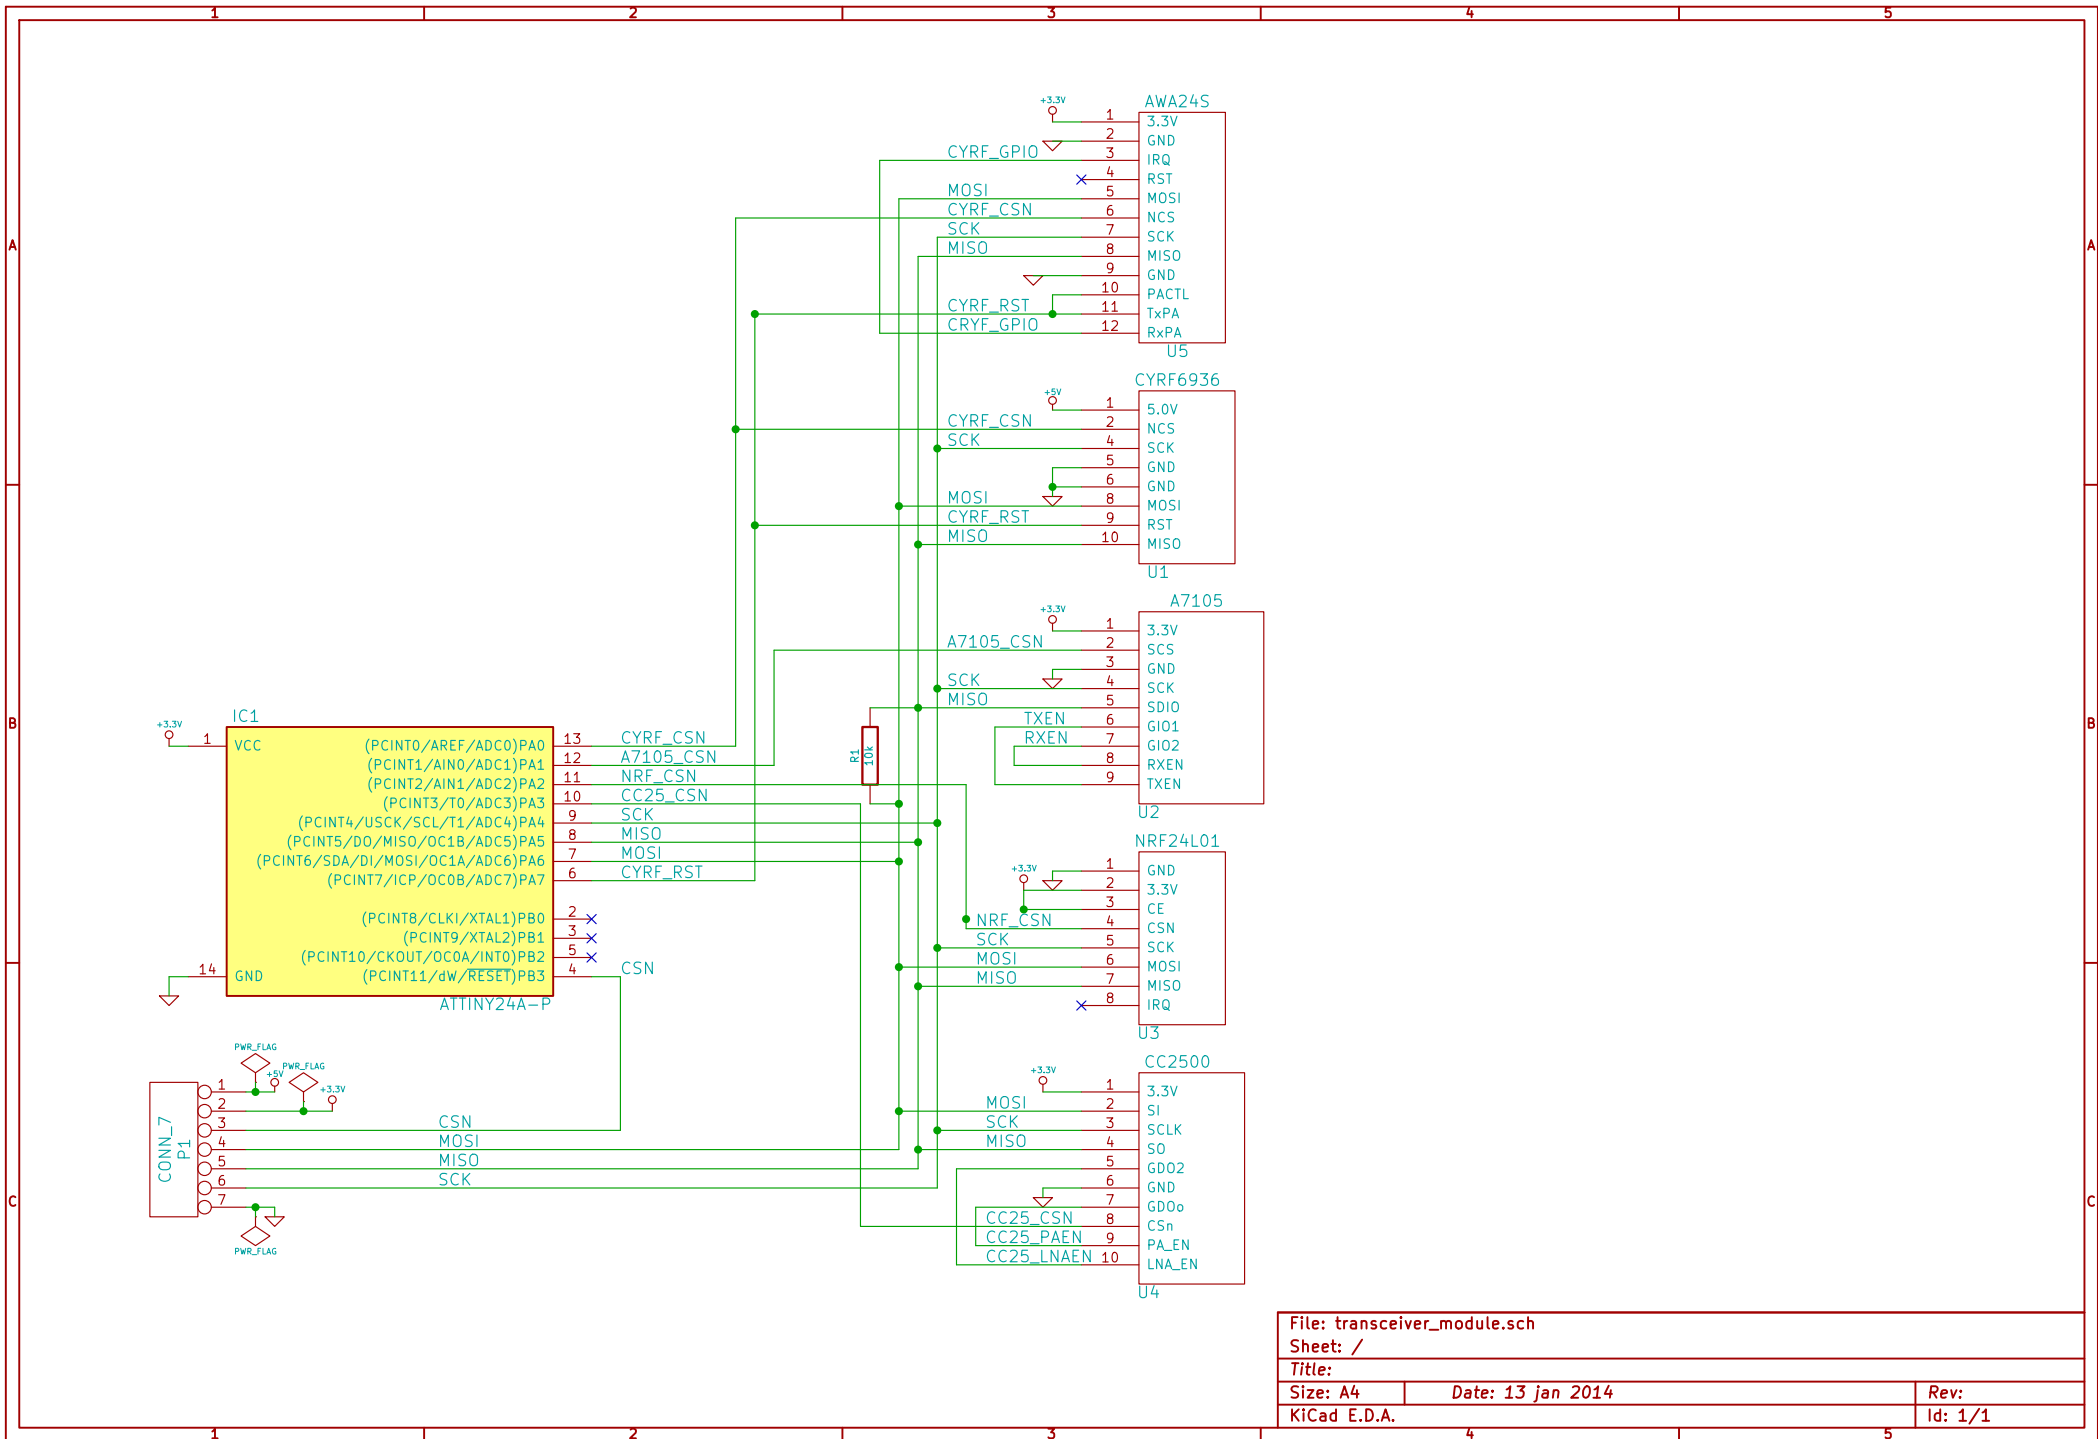 1 2 3 4 5
A
B
C
A
B
C
AWA24S
+3.3V
1 3.3V
2 GND
CYRF_GPIO 3 IRQ
4 RST
MOSI 5 MOSI
CYRF_CSN 6 NCS
SCK 7 SCK
MISO 8 MISO
9 GND
10 PACTL
CYRF_RST 11 TxPA
CRYF_GPIO 12 RxPA
U5
CYRF6936
+5V
1 5.0V
CYRF_CSN 2 NCS
SCK 4 SCK
5 GND
6 GND
MOSI 8 MOSI
CYRF_RST 9 RST
MISO 10 MISO
U1
A7105
+3.3V
1 3.3V
A7105_CSN 2 SCS
3 GND
SCK 4 SCK
MISO 5 SDIO
TXEN 6 GIO1
RXEN 7 GIO2
8 RXEN
9 TXEN
U2
R1
10k
IC1
+3.3V
1 VCC
14 GND
(PCINT0/AREF/ADC0)PA0 13 CYRF_CSN
(PCINT1/AIN0/ADC1)PA1 12 A7105_CSN
(PCINT2/AIN1/ADC2)PA2 11 NRF_CSN
(PCINT3/T0/ADC3)PA3 10 CC25_CSN
(PCINT4/USCK/SCL/T1/ADC4)PA4 9 SCK
(PCINT5/DO/MISO/OC1B/ADC5)PA5 8 MISO
(PCINT6/SDA/DI/MOSI/OC1A/ADC6)PA6 7 MOSI
(PCINT7/ICP/OC0B/ADC7)PA7 6 CYRF_RST
(PCINT8/CLKI/XTAL1)PB0 2
(PCINT9/XTAL2)PB1 3
(PCINT10/CKOUT/OC0A/INT0)PB2 5
(PCINT11/dW/RESET)PB3 4 CSN
ATTINY24A-P
NRF24L01
+3.3V
1 GND
2 3.3V
3 CE
NRF_CSN 4 CSN
SCK 5 SCK
MOSI 6 MOSI
MISO 7 MISO
8 IRQ
U3
PWR_FLAG
+5V
PWR_FLAG
+3.3V
CONN_7
P1
1
2
3 CSN
4 MOSI
5 MISO
6 SCK
7
PWR_FLAG
CC2500
+3.3V
1 3.3V
MOSI 2 SI
SCK 3 SCLK
MISO 4 SO
5 GDO2
6 GND
7 GDOo
CC25_CSN 8 CSn
CC25_PAEN 9 PA_EN
CC25_LNAEN 10 LNA_EN
U4
File: transceiver_module.sch
Sheet: /
Title:
Size: A4 Date: 13 jan 2014 Rev:
KiCad E.D.A. Id: 1/1
1 2 3 4 5